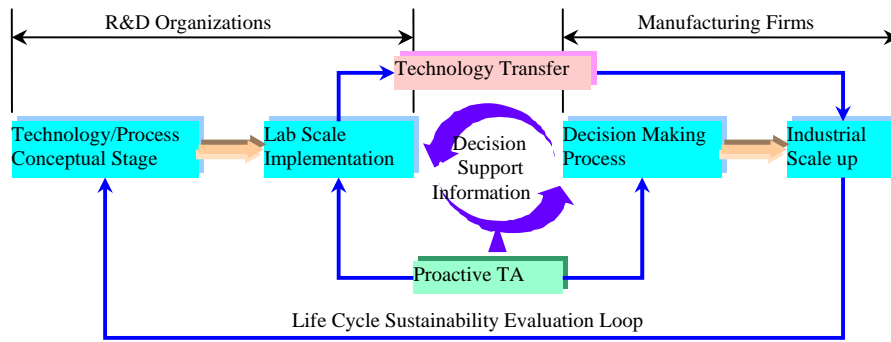 R&D Organizations
Manufacturing Firms
Technology Transfer
Technology/Process
Conceptual Stage
Lab Scale
Implementation
Decision
Support
Information
Decision Making
Process
Industrial
Scale up
Proactive TA
Life Cycle Sustainability Evaluation Loop